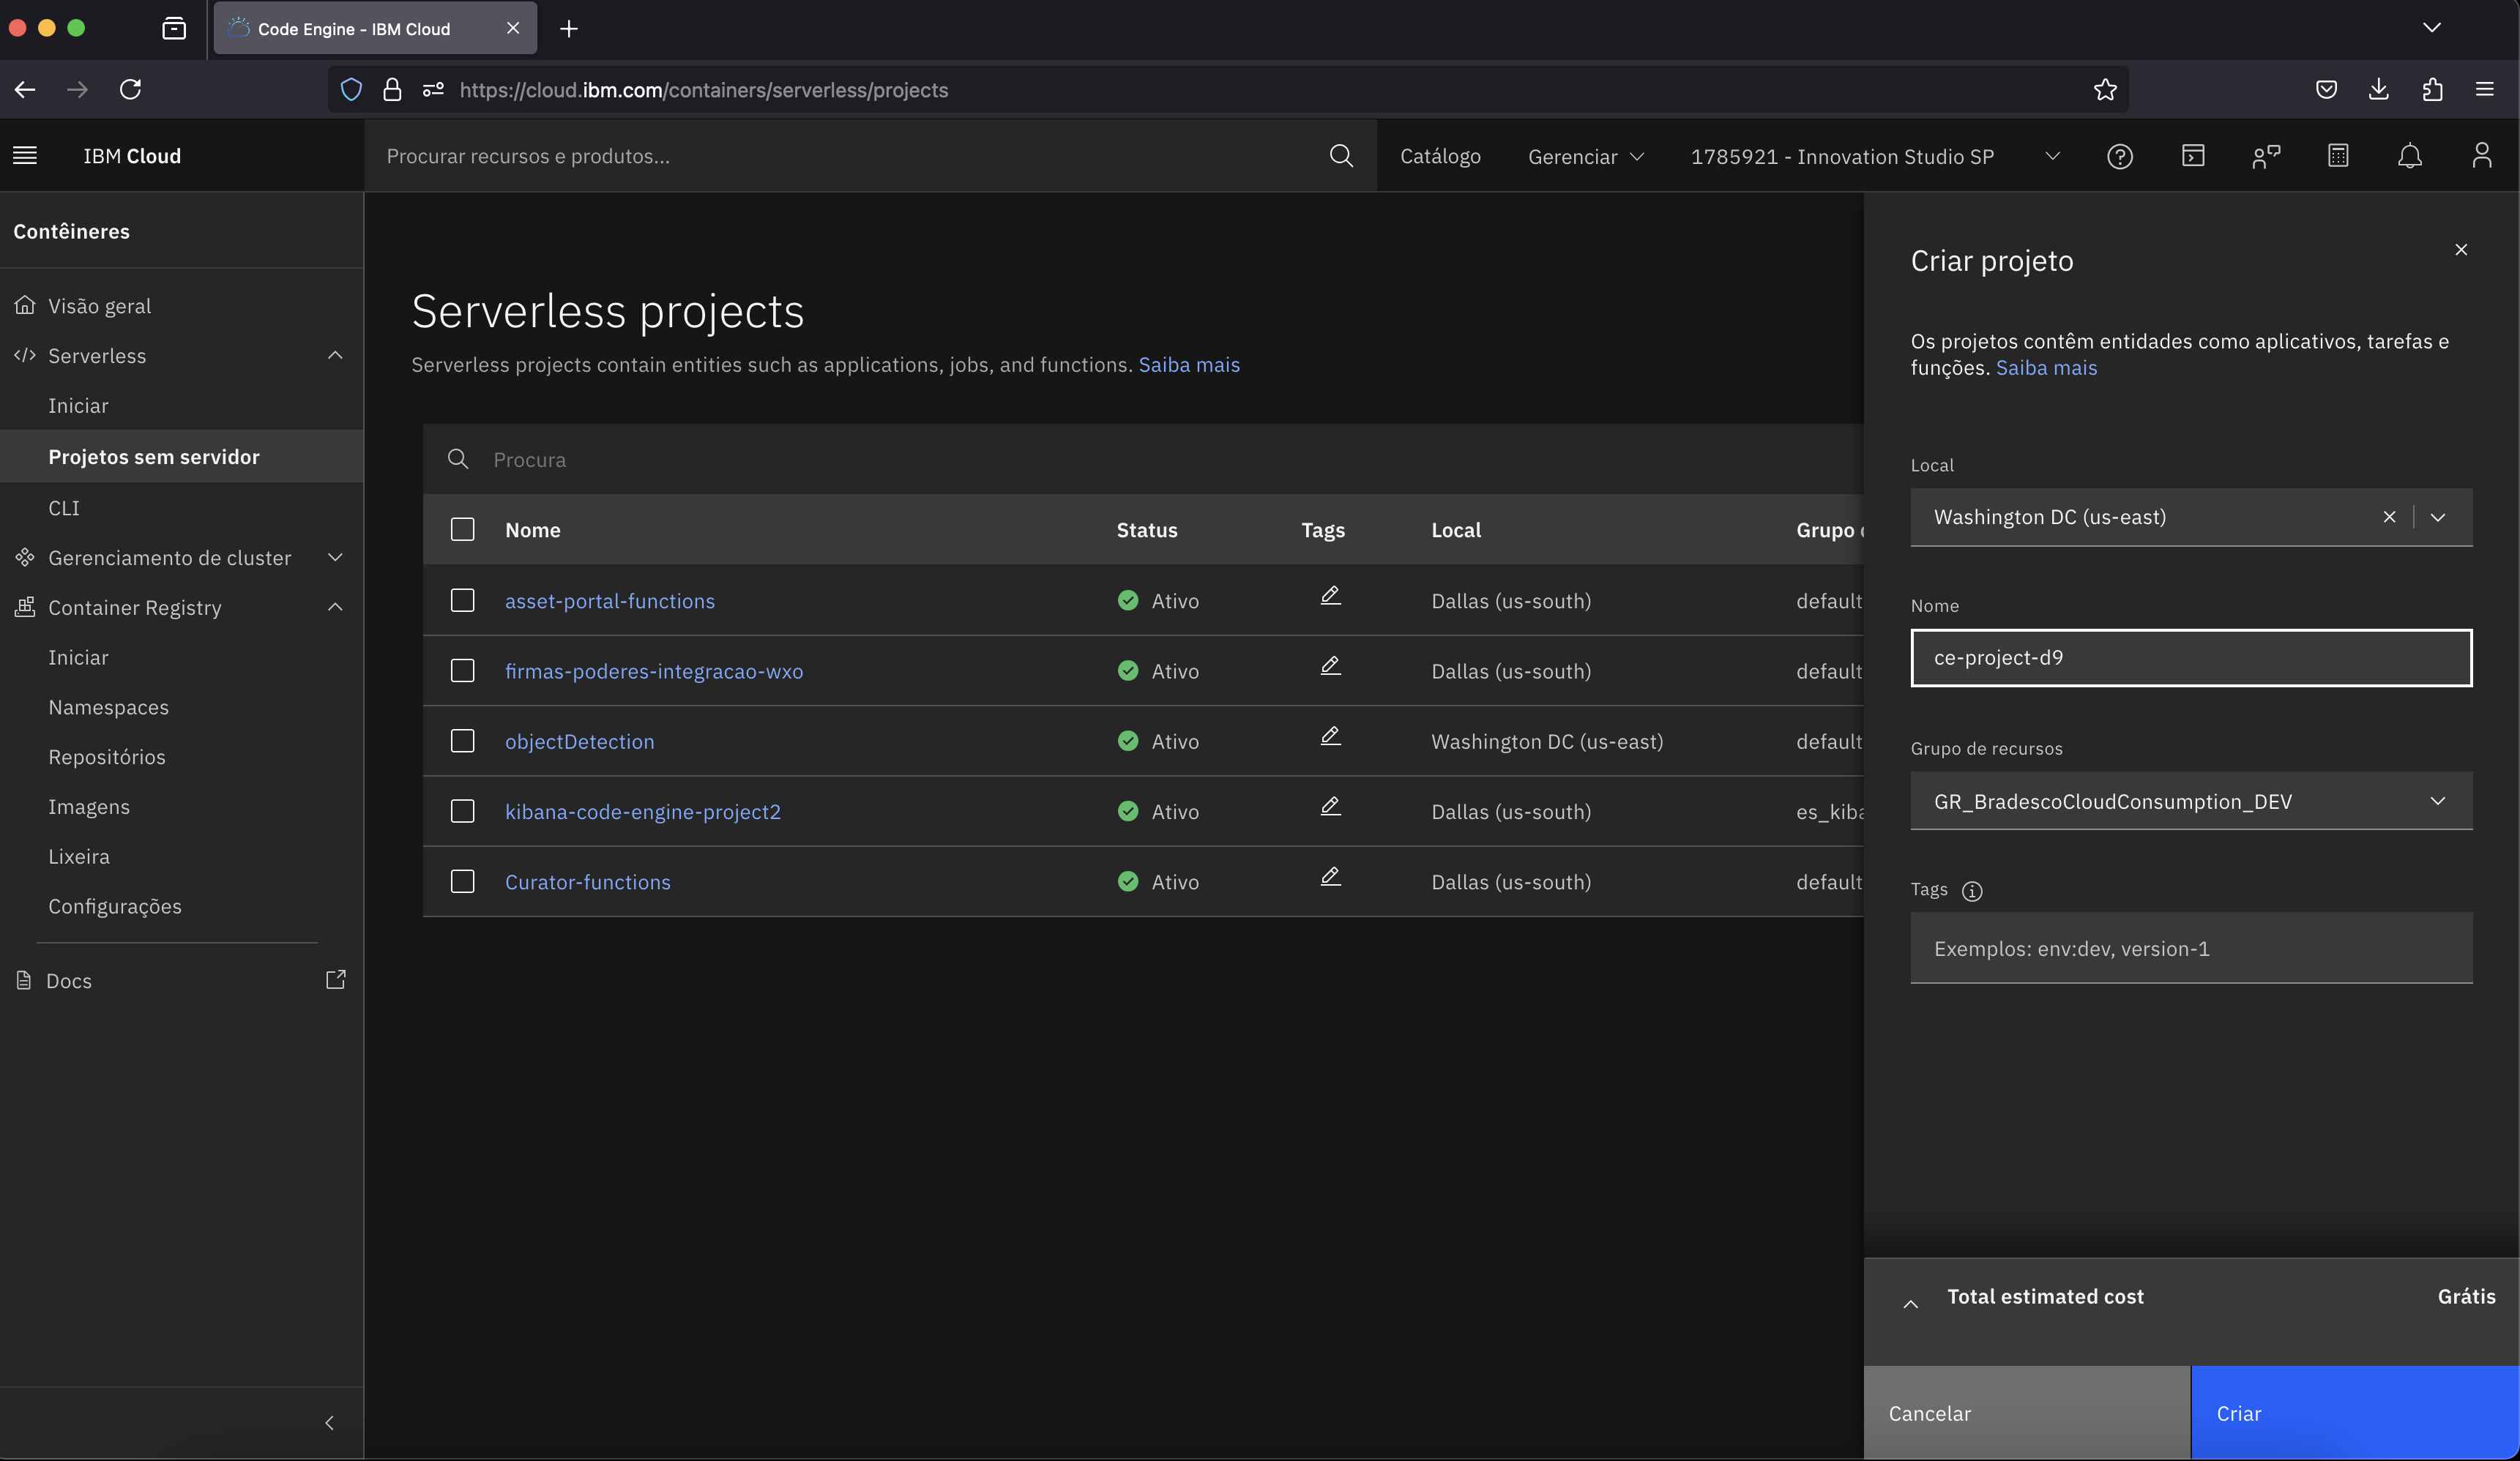 Code Engine - IBM Cloud
https://cloud.ibm.com/containers/serverless/projects
IBM Cloud
Procurar recursos e produtos...
Catálogo
Gerenciar
1785921 - Innovation Studio SP
Contêineres
Visão geral
Serverless
Iniciar
Projetos sem servidor
CLI
Gerenciamento de cluster
Container Registry
Iniciar
Namespaces
Repositórios
Imagens
Lixeira
Configurações
Docs
Serverless projects
Serverless projects contain entities such as applications, jobs, and functions. Saiba mais
Procura
Nome Status Tags Local Grupo
asset-portal-functions Ativo Dallas (us-south) default
firmas-poderes-integracao-wxo Ativo Dallas (us-south) default
objectDetection Ativo Washington DC (us-east) default
kibana-code-engine-project2 Ativo Dallas (us-south) es_kiba
Curator-functions Ativo Dallas (us-south) default
Criar projeto
Os projetos contêm entidades como aplicativos, tarefas e
funções. Saiba mais
Local
Washington DC (us-east)
Nome
ce-project-d9
Grupo de recursos
GR_BradescoCloudConsumption_DEV
Tags
Exemplos: env:dev, version-1
Total estimated cost Grátis
Cancelar
Criar